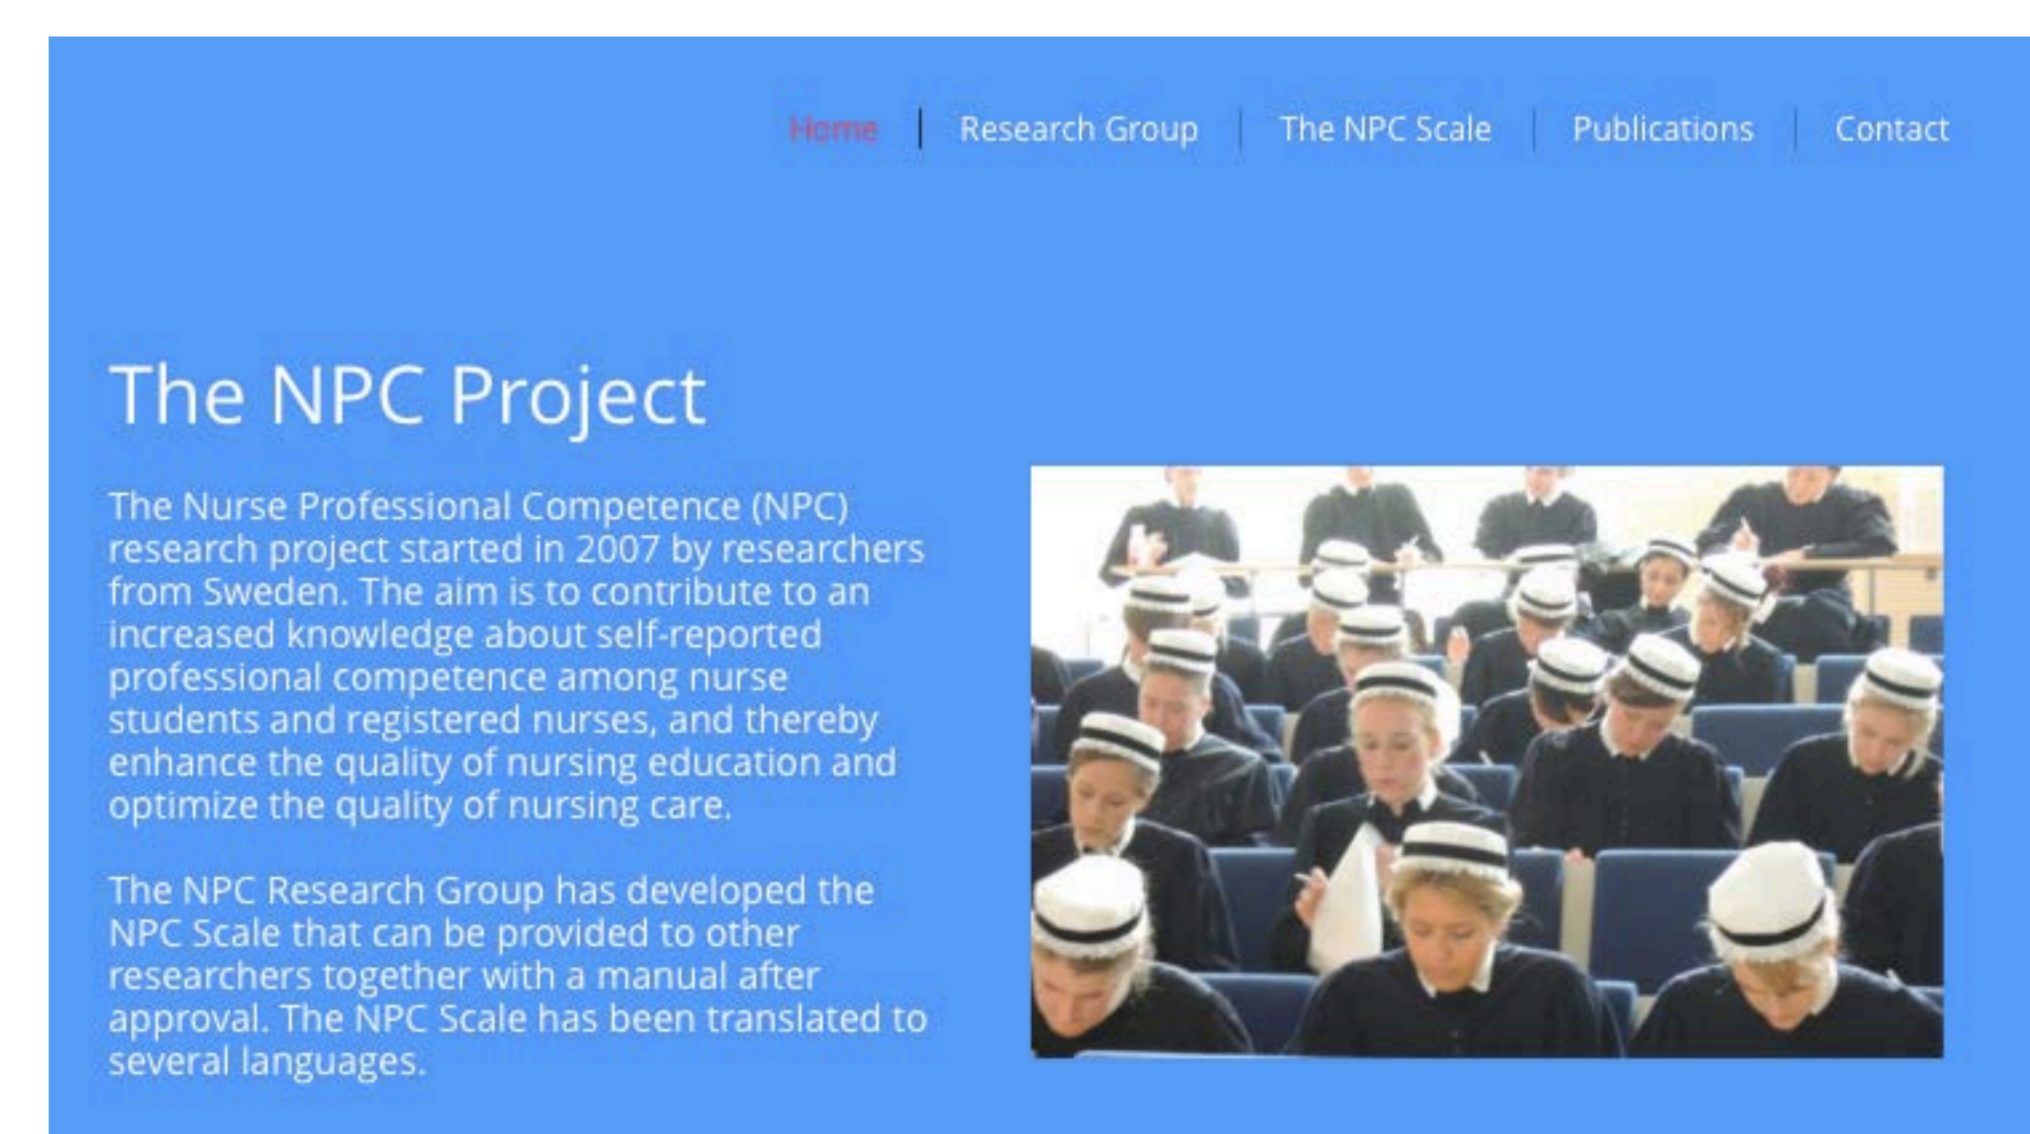 Home
Research Group
The NPC Scale
Publications
Contact
The NPC Project
The Nurse Professional Competence (NPC)
research project started in 2007 by researchers
from Sweden. The aim is to contribute to an
increased knowledge about self-reported
professional competence among nurse
students and registered nurses, and thereby
enhance the quality of nursing education and
optimize the quality of nursing care.
The NPC Research Group has developed the
NPC Scale that can be provided to other
researchers together with a manual after
approval. The NPC Scale has been translated to
several languages.